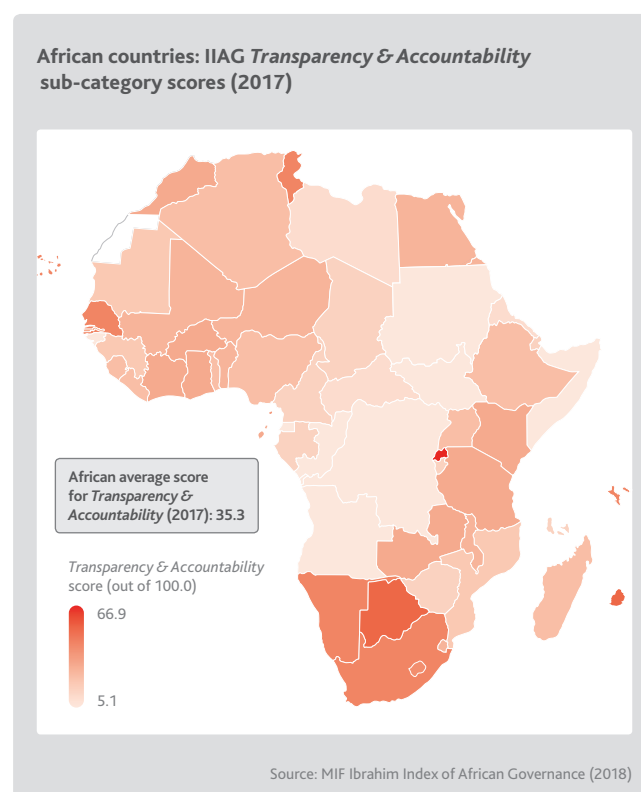 African countries: IIAG Transparency & Accountability
sub-category scores (2017)
African average score
for Transparency &
Accountability (2017): 35.3
Transparency & Accountability
score (out of 100.0)
66.9
5.1
Source: MIF Ibrahim Index of African Governance (2018)